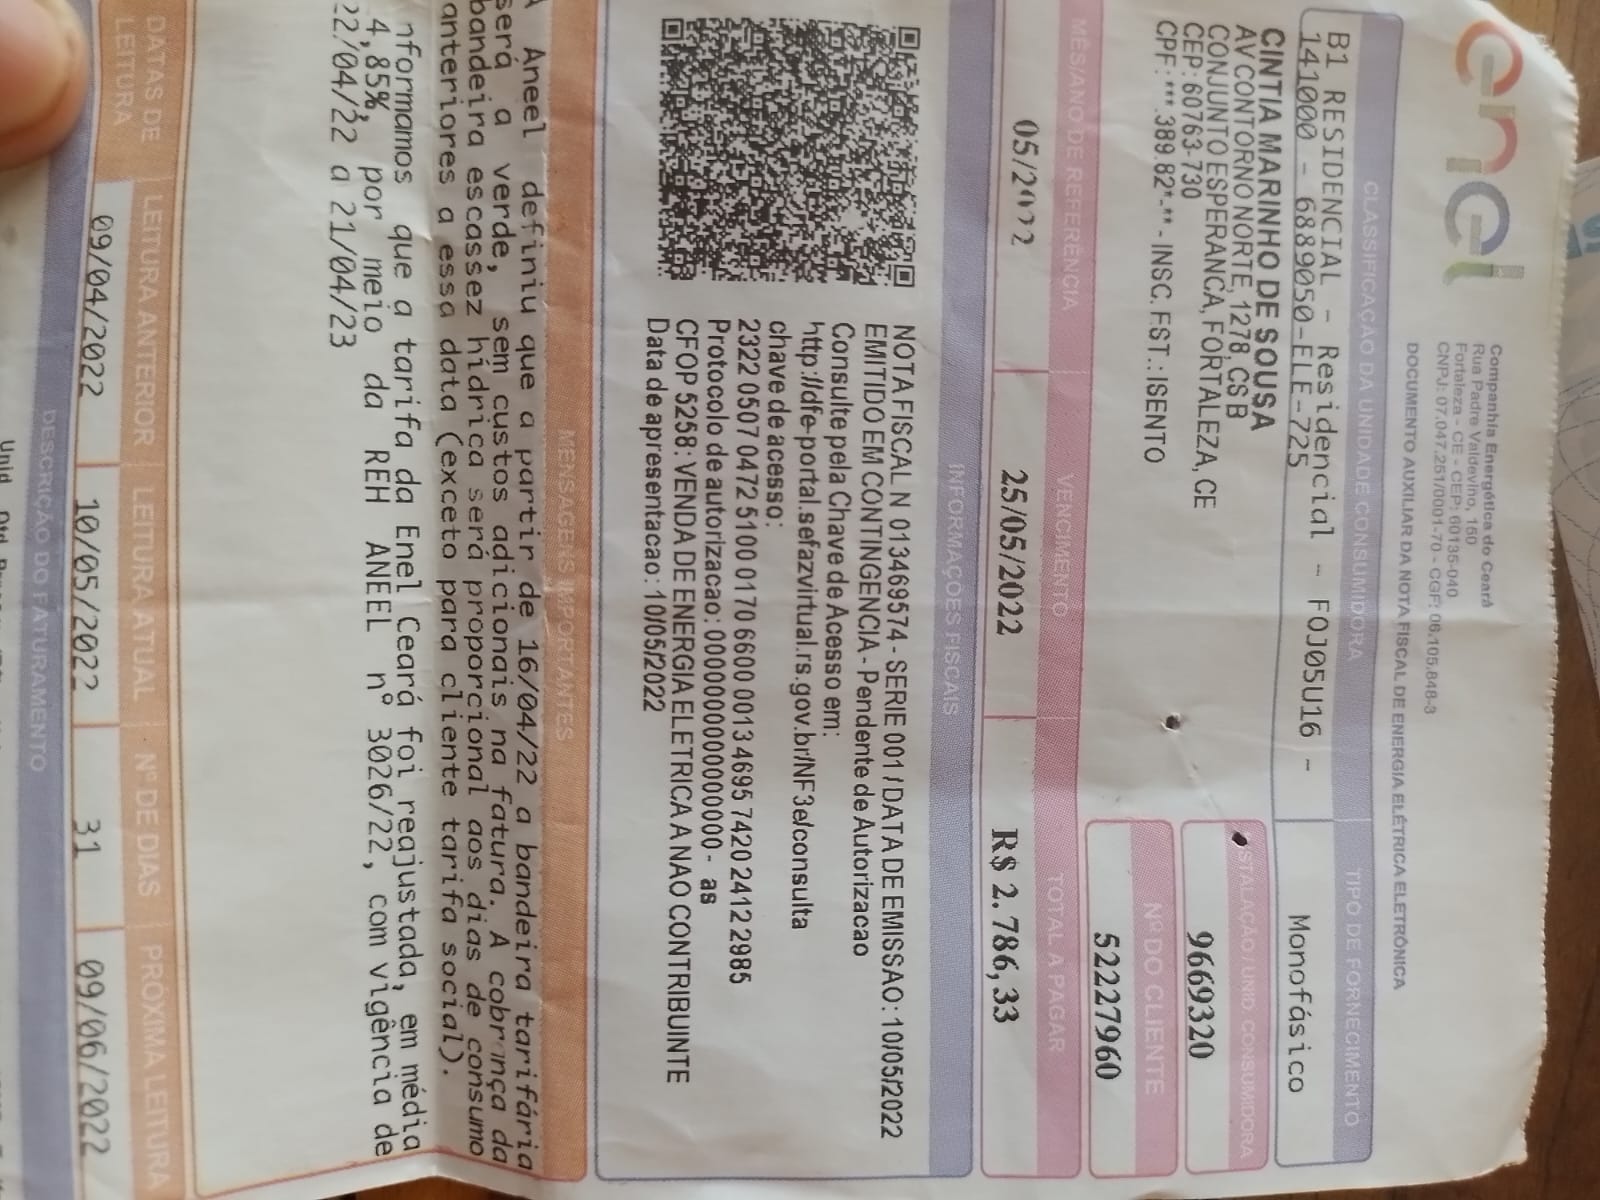 enel
Companhia Energética do Ceará
Rua Padre Valdevino, 150
Fortaleza - CE - CEP: 60135-040
CNPJ: 07.047.251/0001-70 - CGF: 06.105.848-3
DOCUMENTO AUXILIAR DA NOTA FISCAL DE ENERGIA ELÉTRICA ELETRÔNICA
CLASSIFICAÇÃO DA UNIDADE CONSUMIDORA
TIPO DE FORNECIMENTO
B1 RESIDENCIAL - Residencial - FOJ05U16 -
141000 - 6889050-ELE-725
Monofásico
CINTIA MARINHO DE SOUSA
AV CONTORNO NORTE, 1278, CS B
CONJUNTO ESPERANCA, FORTALEZA, CE
CEP: 60763-730
CPF: ***.389.82*-** - INSC. EST.: ISENTO
STALAÇÃO / UNID. CONSUMIDORA
9669320
Nº DO CLIENTE
52227960
MÊS/ANO DE REFERÊNCIA
VENCIMENTO
TOTAL A PAGAR
05/2022
25/05/2022
R$ 2.786,33
INFORMAÇÕES FISCAIS
NOTA FISCAL N 013469574 - SERIE 001 / DATA DE EMISSAO: 10/05/2022
EMITIDO EM CONTINGENCIA - Pendente de Autorizacao
Consulte pela Chave de Acesso em:
http://dfe-portal.sefazvirtual.rs.gov.br/NF3e/consulta
chave de acesso:
2322 0507 0472 5100 0170 6600 0013 4695 7420 2412 2985
Protocolo de autorizacao: 0000000000000000 - as
CFOP 5258: VENDA DE ENERGIA ELETRICA A NAO CONTRIBUINTE
Data de apresentacao: 10/05/2022
MENSAGENS IMPORTANTES
A Aneel definiu que a partir de 16/04/22 a bandeira tarifária
será a verde, sem custos adicionais na fatura. A cobrança da
bandeira escassez hídrica será proporcional aos dias de consumo
anteriores a essa data (exceto para cliente tarifa social).
nformamos que a tarifa da Enel Ceará foi reajustada, em média
4,85%, por meio da REH ANEEL nº 3026/22, com vigência de
22/04/22 a 21/04/23
DATAS DE LEITURA
LEITURA ANTERIOR
LEITURA ATUAL
Nº DE DIAS
PRÓXIMA LEITURA
09/04/2022
10/05/2022
31
09/06/2022
DESCRIÇÃO DO FATURAMENTO
Unid